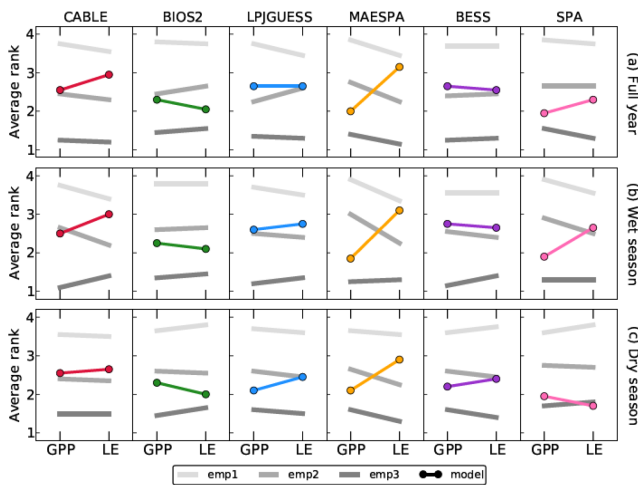 CABLE BIOS2 LPJGUESS MAESPA BESS SPA
4
3
2
1
Average rank
(a) Full year
4
3
2
1
Average rank
(b) Wet season
4
3
2
1
Average rank
(c) Dry season
GPP LE GPP LE GPP LE GPP LE GPP LE GPP LE
emp1 emp2 emp3 model